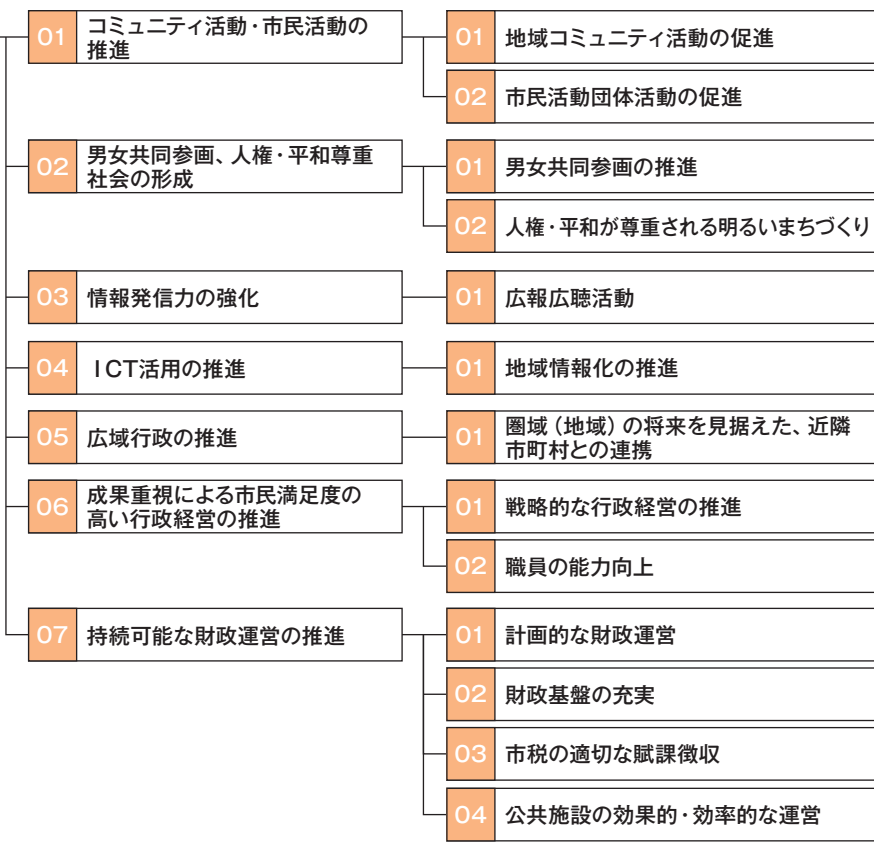 01 コミュニティ活動・市民活動の
推進
01 地域コミュニティ活動の促進
02 市民活動団体活動の促進
02 男女共同参画、人権・平和尊重
社会の形成
01 男女共同参画の推進
02 人権・平和が尊重される明るいまちづくり
03 情報発信力の強化
01 広報広聴活動
04 ICT活用の推進
01 地域情報化の推進
05 広域行政の推進
01 圏域（地域）の将来を見据えた、近隣
市町村との連携
06 成果重視による市民満足度の
高い行政経営の推進
01 戦略的な行政経営の推進
02 職員の能力向上
07 持続可能な財政運営の推進
01 計画的な財政運営
02 財政基盤の充実
03 市税の適切な賦課徴収
04 公共施設の効果的・効率的な運営